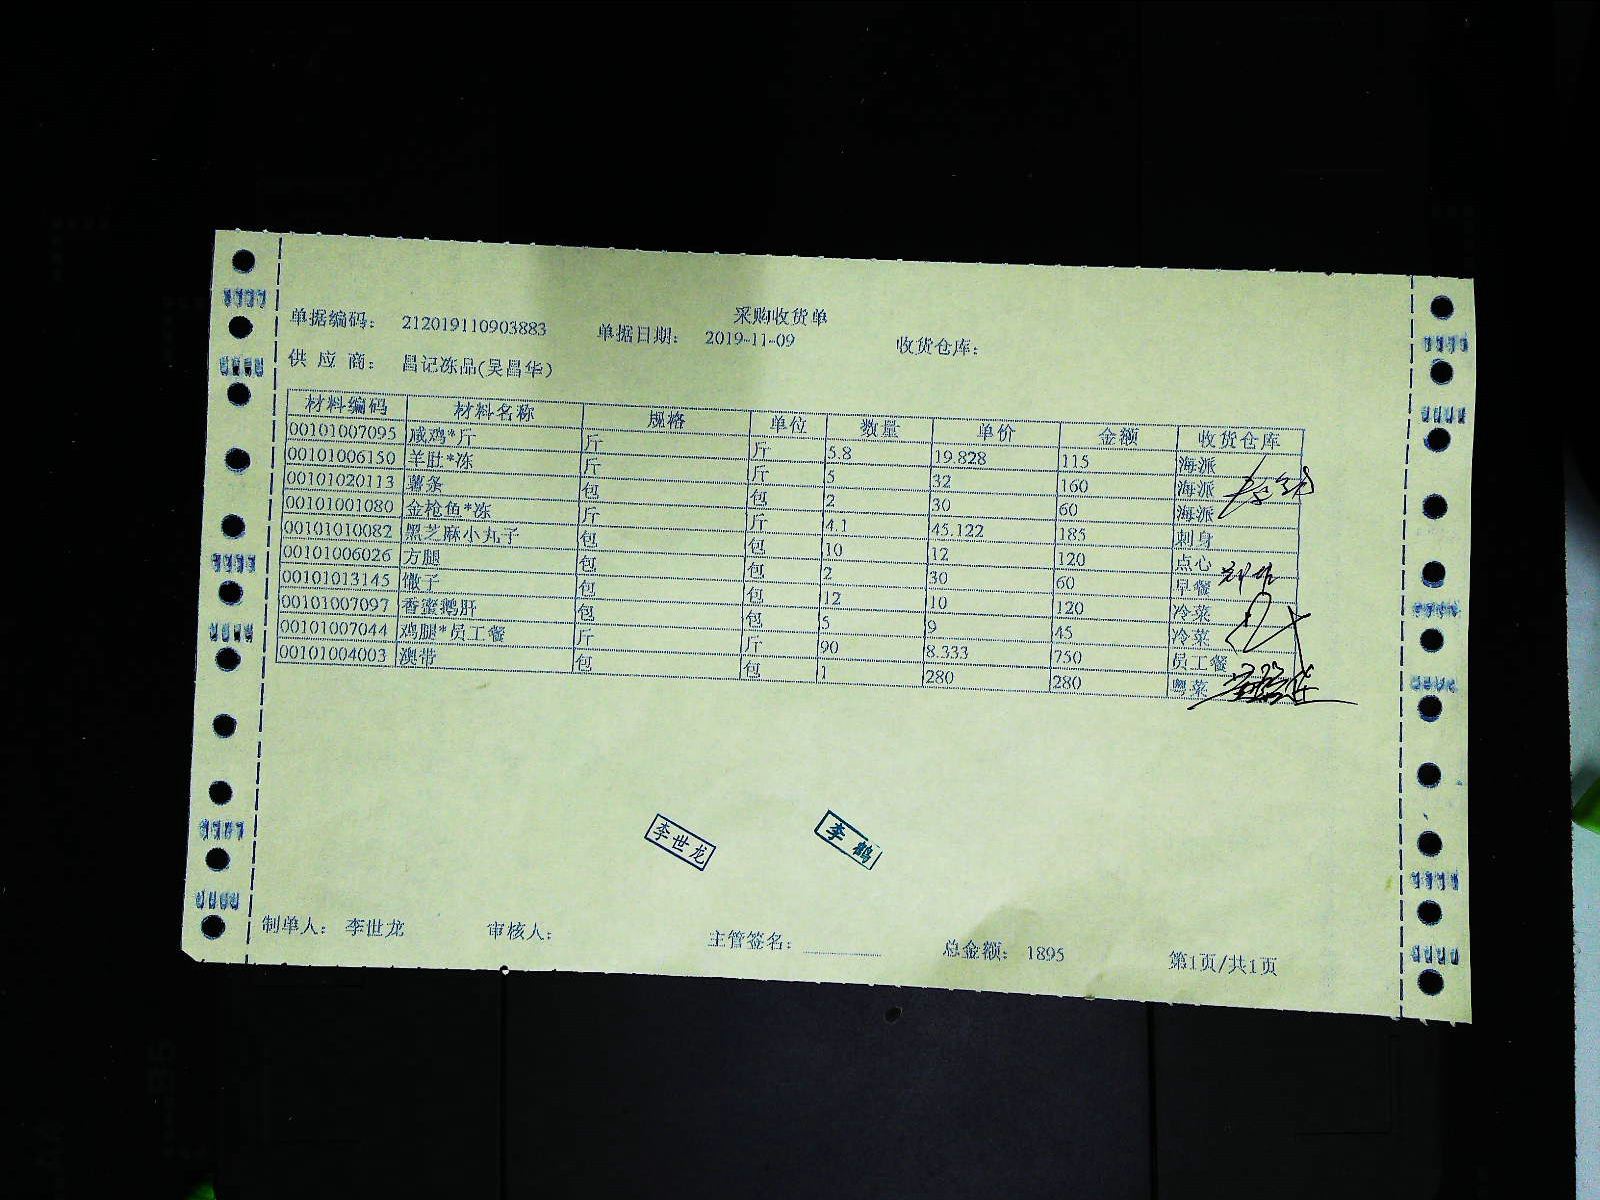 采购收货单
单据编码： 212019110903883 单据日期： 2019-11-09 收货仓库：
供 应 商： 昌记冻品(吴昌华)
材料编码 材料名称 规格 单位 数量 单价 金额 收货仓库
00101007095 咸鸡*斤 斤 斤 5.8 19.828 115 海派
00101006150 羊肚*冻 斤 斤 5 32 160 海派
00101020113 薯条 包 包 2 30 60 海派
00101001080 金枪鱼*冻 斤 斤 4.1 45.122 185 刺身
00101010082 黑芝麻小丸子 包 包 10 12 120 点心
00101006026 方腿 包 包 2 30 60 早餐
00101013145 馓子 包 包 12 10 120 冷菜
00101007097 香蜜鹅肝 包 包 5 9 45 冷菜
00101007044 鸡腿*员工餐 斤 斤 90 8.333 750 员工餐
00101004003 澳带 包 包 1 280 280 粤菜
李世龙 李鹤
制单人： 李世龙 审核人： 主管签名： 总金额： 1895 第1页/共1页